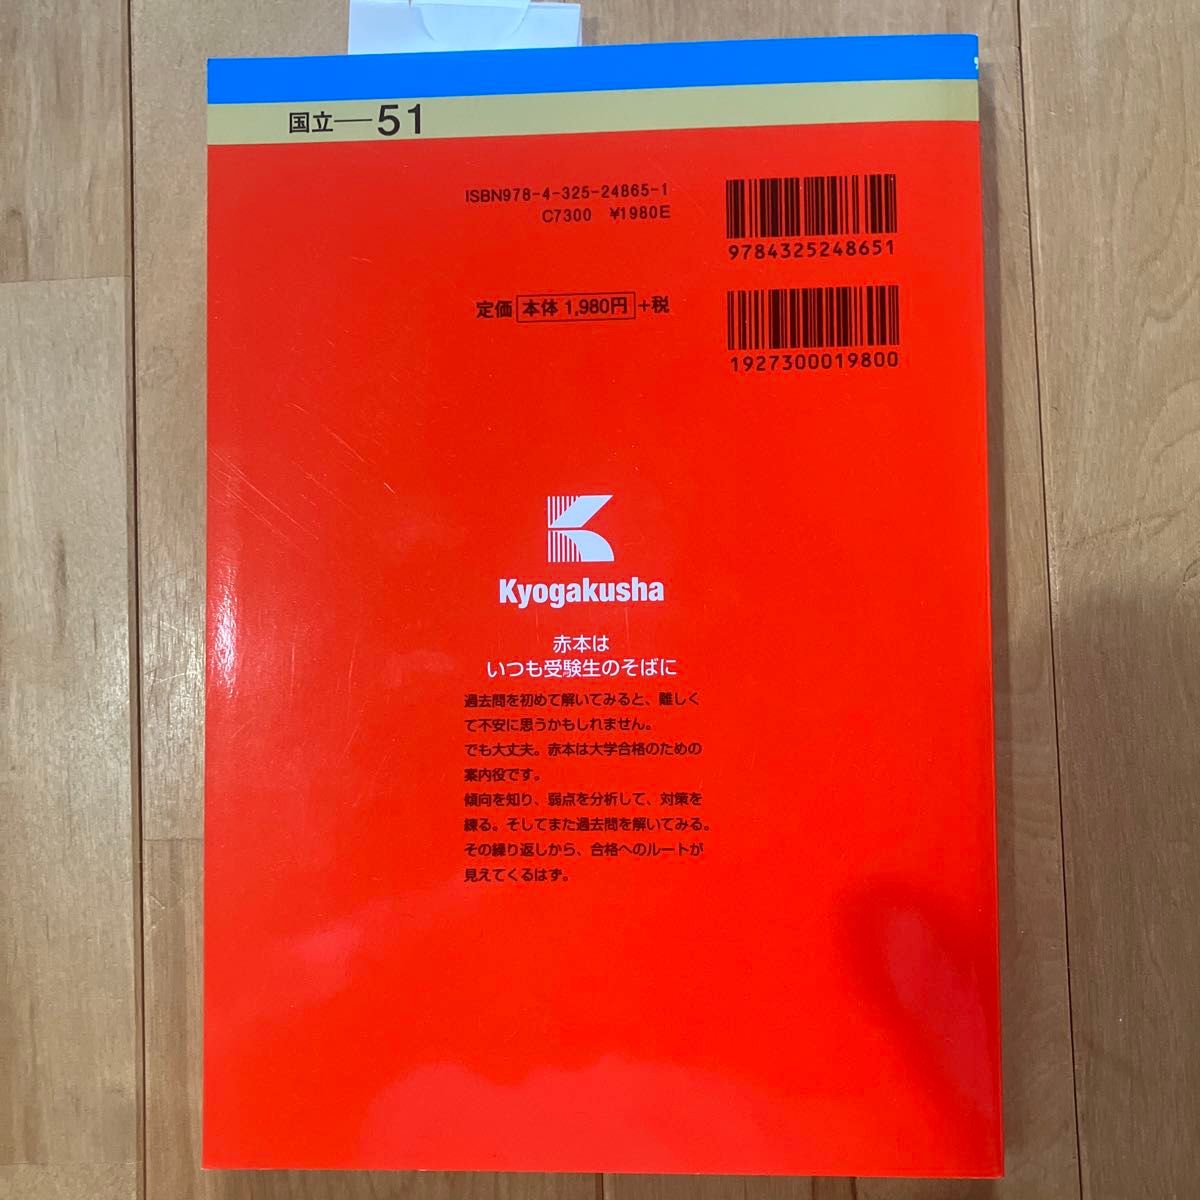 国立―51
ISBN978-4-325-24865-1
C7300 ¥1980E
9784325248651
定価 本体 1,980円 +税
1927300019800
Kyogakusha
赤本は
いつも受験生のそばに
過去問を初めて解いてみると、難しく
て不安に思うかもしれません。
でも大丈夫。赤本は大学合格のための
案内役です。
傾向を知り、弱点を分析して、対策を
練る。そしてまた過去問を解いてみる。
その繰り返しから、合格へのルートが
見えてくるはず。